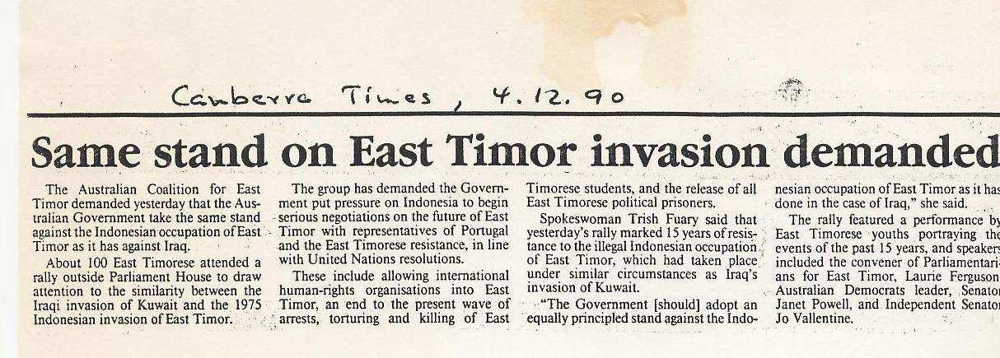 Canberra Times, 4.12.90
Same stand on East Timor invasion demanded
The Australian Coalition for East
Timor demanded yesterday that the Aus-
tralian Government take the same stand
against the Indonesian occupation of East
Timor as it has against Iraq.
About 100 East Timorese attended a
rally outside Parliament House to draw
attention to the similarity between the
Iraqi invasion of Kuwait and the 1975
Indonesian invasion of East Timor.
The group has demanded the Govern-
ment put pressure on Indonesia to begin
serious negotiations on the future of East
Timor with representatives of Portugal
and the East Timorese resistance, in line
with United Nations resolutions.
These include allowing international
human-rights organisations into East
Timor, an end to the present wave of
arrests, torturing and killing of East
Timorese students, and the release of all
East Timorese political prisoners.
Spokeswoman Trish Fuary said that
yesterday's rally marked 15 years of resis-
tance to the illegal Indonesian occupation
of East Timor, which had taken place
under similar circumstances as Iraq's
invasion of Kuwait.
"The Government [should] adopt an
equally principled stand against the Indo-
nesian occupation of East Timor as it has
done in the case of Iraq," she said.
The rally featured a performance by
East Timorese youths portraying the
events of the past 15 years, and speakers
included the convener of Parliamentari-
ans for East Timor, Laurie Ferguson
Australian Democrats leader, Senator
Janet Powell, and Independent Senator
Jo Vallentine.